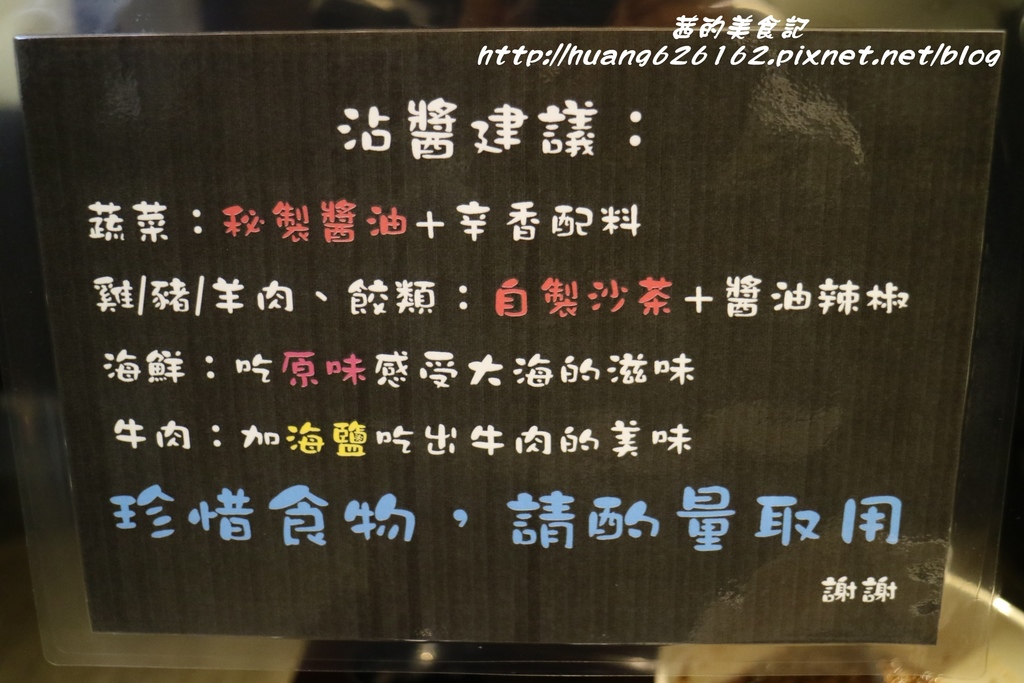 茜的美食記
http://huang626162.pixnet.net/blog
沾醬建議：
蔬菜：秘製醬油＋辛香配料
雞/豬/羊肉、餃類：自製沙茶＋醬油辣椒
海鮮：吃原味感受大海的滋味
牛肉：加海鹽吃出牛肉的美味
珍惜食物，請酌量取用
謝謝